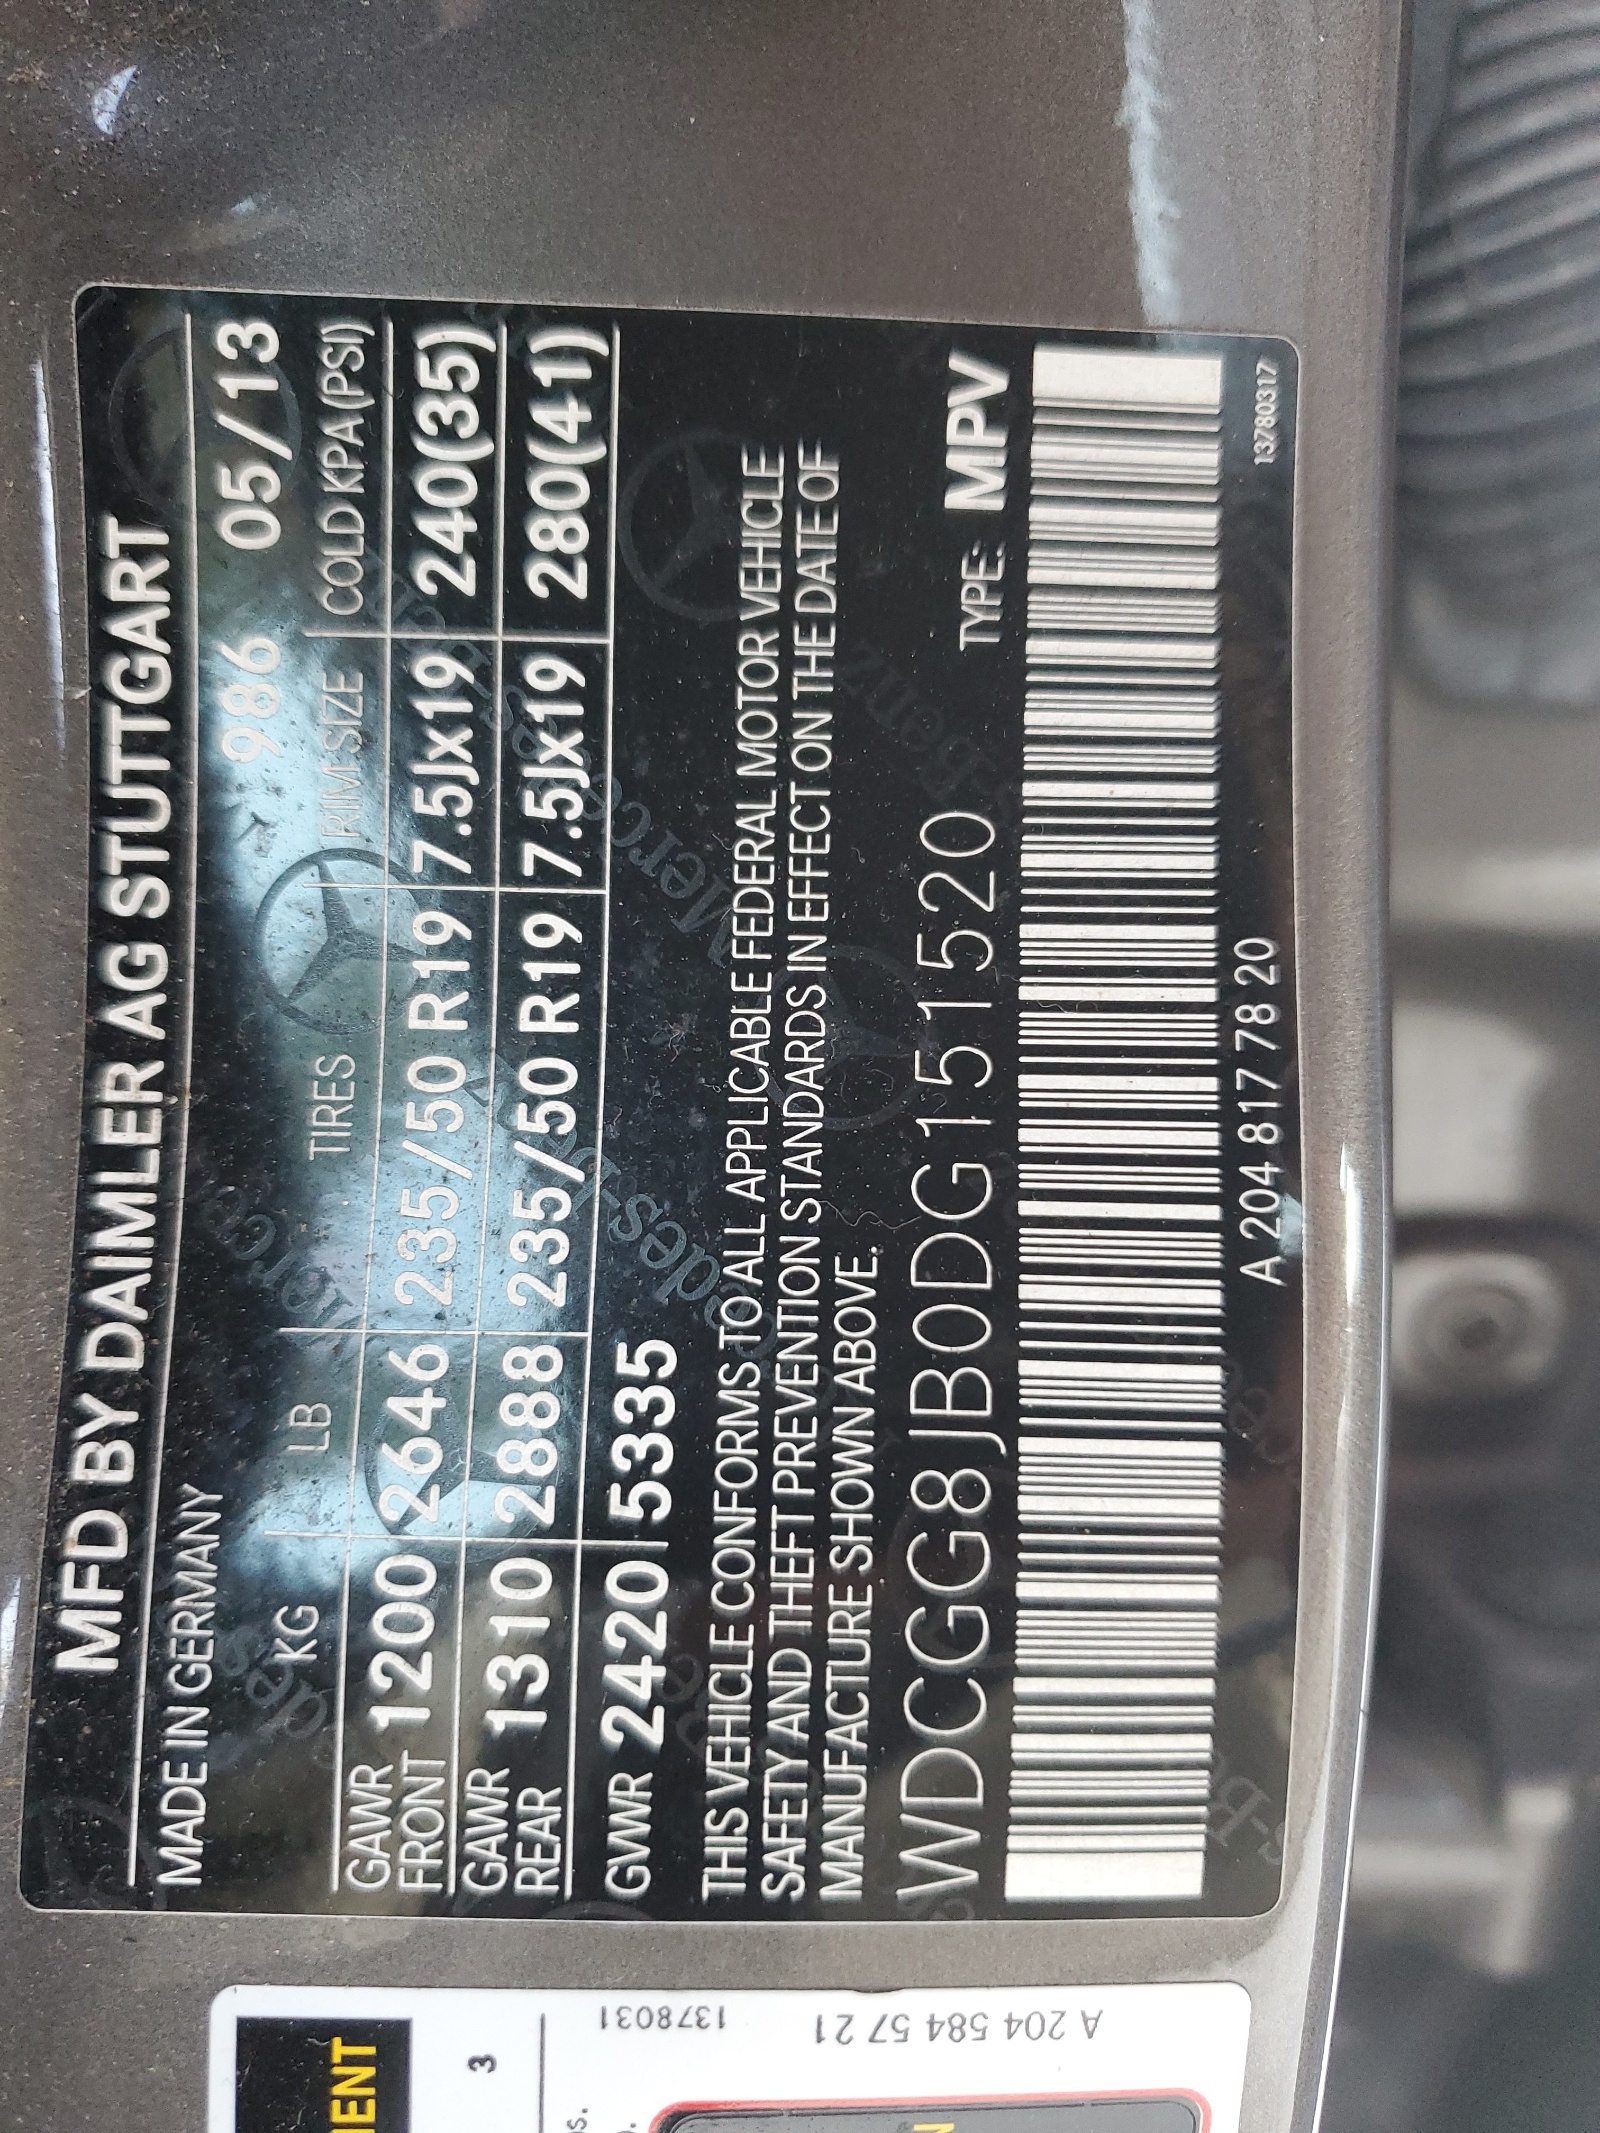 MFD BY DAIMLER AG STUTTGART
MADE IN GERMANY 986 05/13
KG LB TIRES RIM SIZE COLD KPA (PSI)
GAWR FRONT 1200 2646 235/50 R19 7.5Jx19 240(35)
GAWR REAR 1310 2888 235/50 R19 7.5Jx19 280(41)
GWR 2420 5335
THIS VEHICLE CONFORMS TO ALL APPLICABLE FEDERAL MOTOR VEHICLE
SAFETY AND THEFT PREVENTION STANDARDS IN EFFECT ON THE DATE OF
MANUFACTURE SHOWN ABOVE.
WDCGG8JB0DG151520 TYPE: MPV
A 204 817 78 20 13780317
1378031
A 204 584 57 21
3